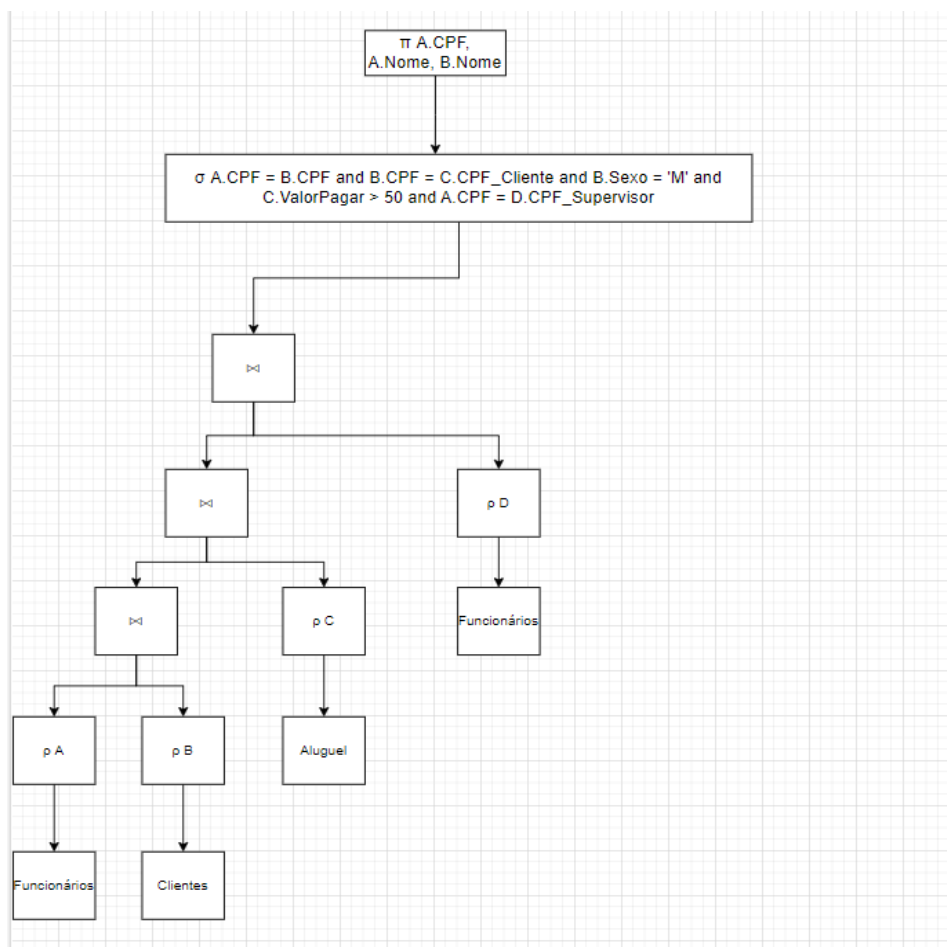 π A.CPF,
A.Nome, B.Nome
σ A.CPF = B.CPF and B.CPF = C.CPF_Cliente and B.Sexo = 'M' and
C.ValorPagar > 50 and A.CPF = D.CPF_Supervisor
⋈
⋈
ρ D
⋈
ρ C
Funcionários
ρ A
ρ B
Aluguel
Funcionários
Clientes